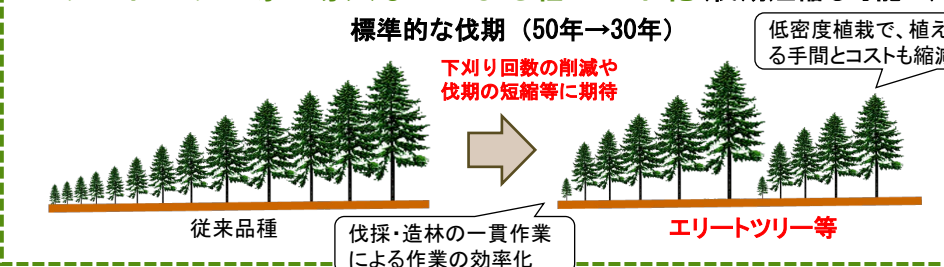 標準的な伐期（50年→30年）
低密度植栽で、植え
る手間とコストも縮減
下刈り回数の削減や
伐期の短縮等に期待
従来品種
エリートツリー等
伐採・造林の一貫作業
による作業の効率化